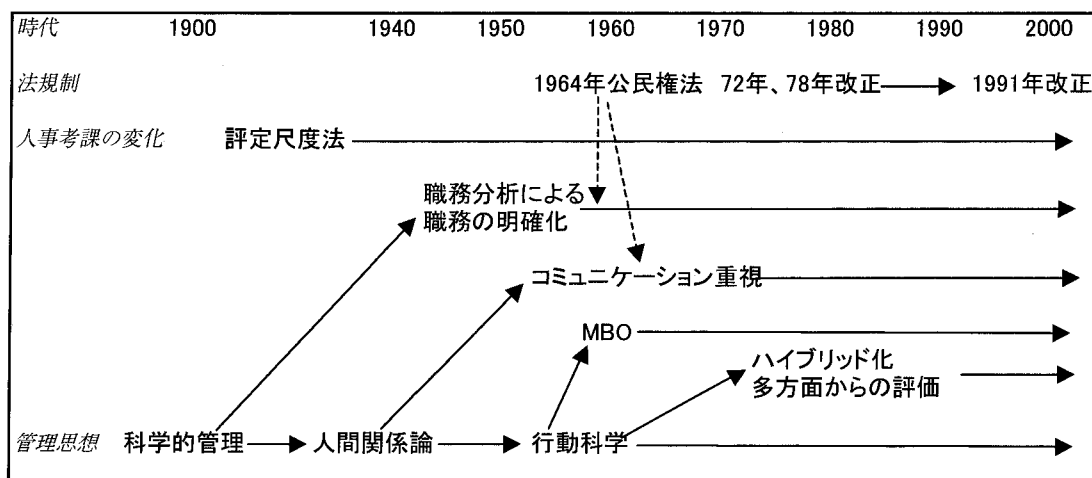 時代 1900 1940 1950 1960 1970 1980 1990 2000
法規制 1964年公民権法 72年、78年改正 1991年改正
人事考課の変化 評定尺度法
職務分析による
職務の明確化
コミュニケーション重視
MBO
ハイブリッド化
多方面からの評価
管理思想 科学的管理 人間関係論 行動科学